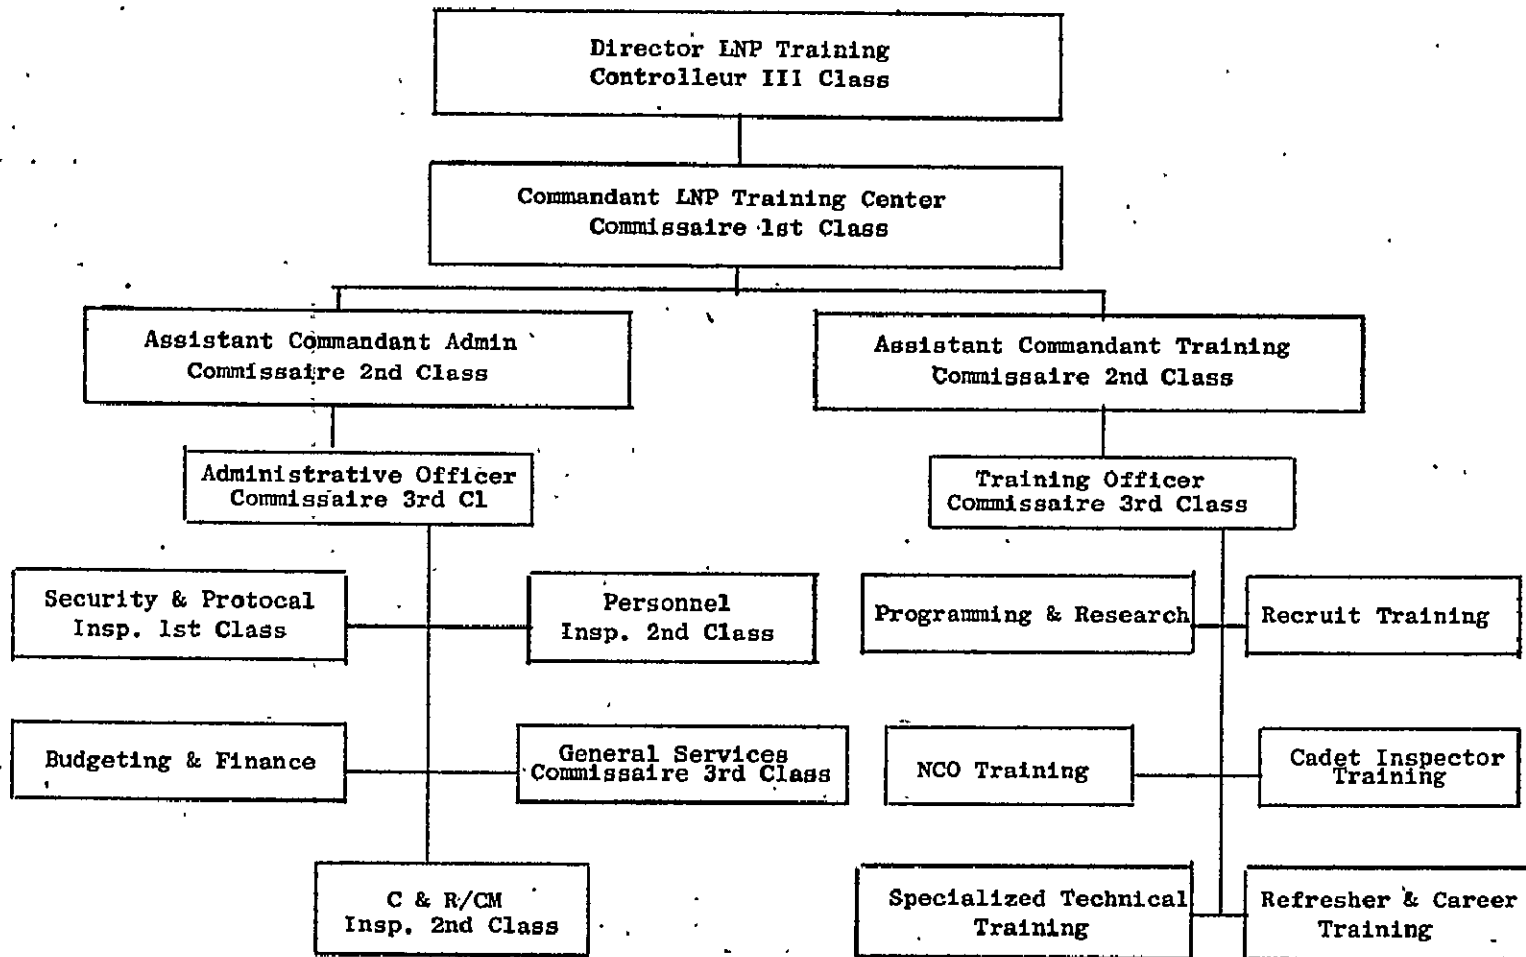 Director LNP Training
Controlleur III Class
Commandant LNP Training Center
Commissaire 1st Class
Assistant Commandant Admin
Commissaire 2nd Class
Assistant Commandant Training
Commissaire 2nd Class
Administrative Officer
Commissaire 3rd Cl
Training Officer
Commissaire 3rd Class
Security & Protocal
Insp. 1st Class
Personnel
Insp. 2nd Class
Programming & Research
Recruit Training
Budgeting & Finance
General Services
Commissaire 3rd Class
NCO Training
Cadet Inspector
Training
C & R/CM
Insp. 2nd Class
Specialized Technical
Training
Refresher & Career
Training